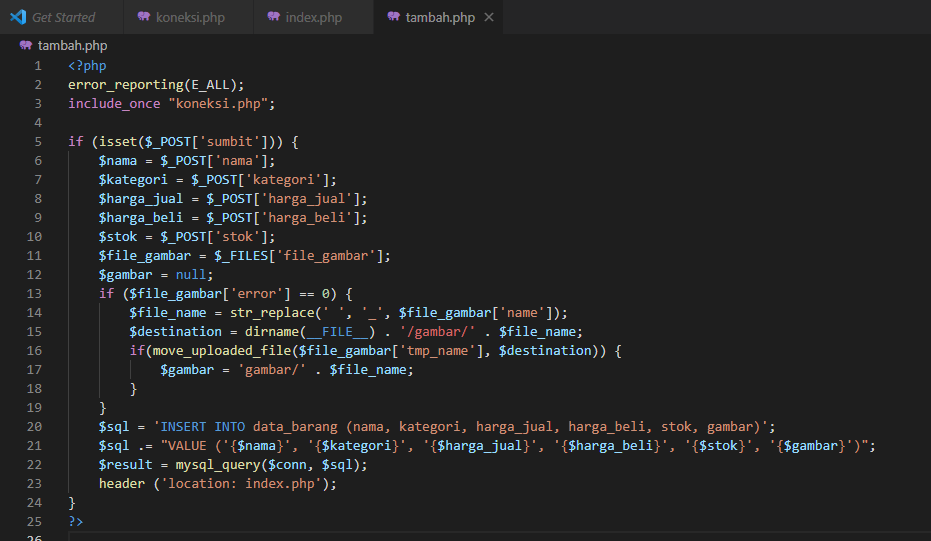 Get Started koneksi.php index.php tambah.php
tambah.php
1 <?php
2 error_reporting(E_ALL);
3 include_once "koneksi.php";
4
5 if (isset($_POST['sumbit'])) {
6 $nama = $_POST['nama'];
7 $kategori = $_POST['kategori'];
8 $harga_jual = $_POST['harga_jual'];
9 $harga_beli = $_POST['harga_beli'];
10 $stok = $_POST['stok'];
11 $file_gambar = $_FILES['file_gambar'];
12 $gambar = null;
13 if ($file_gambar['error'] == 0) {
14 $file_name = str_replace(' ', '_', $file_gambar['name']);
15 $destination = dirname(__FILE__) . '/gambar/' . $file_name;
16 if(move_uploaded_file($file_gambar['tmp_name'], $destination)) {
17 $gambar = 'gambar/' . $file_name;
18 }
19 }
20 $sql = 'INSERT INTO data_barang (nama, kategori, harga_jual, harga_beli, stok, gambar)';
21 $sql .= "VALUE ('{$nama}', '{$kategori}', '{$harga_jual}', '{$harga_beli}', '{$stok}', '{$gambar}')";
22 $result = mysql_query($conn, $sql);
23 header ('location: index.php');
24 }
25 ?>
26